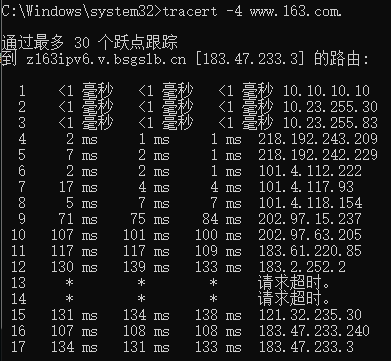 C:\Windows\system32>tracert -4 www.163.com.
通过最多 30 个跃点跟踪
到 z163ipv6.v.bsgslb.cn [183.47.233.3] 的路由:
1 <1 毫秒 <1 毫秒 <1 毫秒 10.10.10.10
2 <1 毫秒 <1 毫秒 <1 毫秒 10.23.255.30
3 <1 毫秒 <1 毫秒 <1 毫秒 10.23.255.83
4 2 ms 1 ms 1 ms 218.192.243.209
5 7 ms 2 ms 1 ms 218.192.242.229
6 2 ms 2 ms 1 ms 101.4.112.222
7 17 ms 4 ms 4 ms 101.4.117.93
8 5 ms 7 ms 7 ms 101.4.118.154
9 71 ms 75 ms 84 ms 202.97.15.237
10 107 ms 101 ms 100 ms 202.97.63.205
11 117 ms 117 ms 109 ms 183.61.220.85
12 130 ms 139 ms 133 ms 183.2.252.2
13 * * * 请求超时。
14 * * * 请求超时。
15 131 ms 134 ms 138 ms 121.32.235.30
16 107 ms 108 ms 108 ms 183.47.233.240
17 134 ms 131 ms 133 ms 183.47.233.3